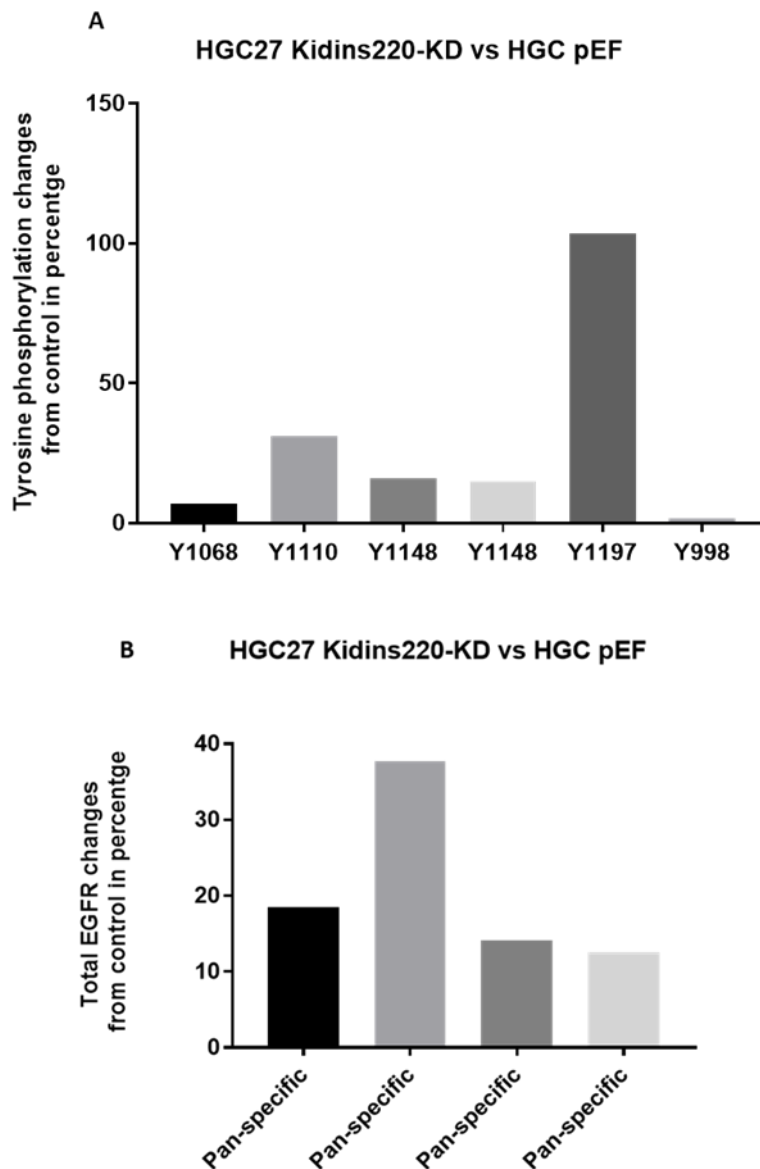 A
HGC27 Kidins220-KD vs HGC pEF
Tyrosine phosphorylation changes
from control in percentge
150
100
50
0
Y1068 Y1110 Y1148 Y1148 Y1197 Y998
B
HGC27 Kidins220-KD vs HGC pEF
Total EGFR changes
from control in percentge
40
30
20
10
0
Pan-specific
Pan-specific
Pan-specific
Pan-specific